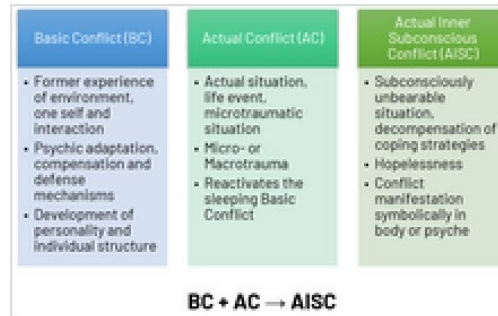 Basic Conflict (BC)
• Former experience
of environment,
one self and
interaction
• Psychic adaptation,
compensation and
defense
mechanisms
• Development of
personality and
individual structure
Actual Conflict (AC)
• Actual situation,
life event,
microtraumatic
situation
• Micro- or
Macrotrauma
• Reactivates the
sleeping Basic
Conflict
Actual Inner
Subconscious
Conflict (AISC)
• Subconsciously
unbearable
situation,
decompensation of
coping strategies
• Hopelessness
• Conflict
manifestation
symbolically in
body or psyche
BC + AC → AISC